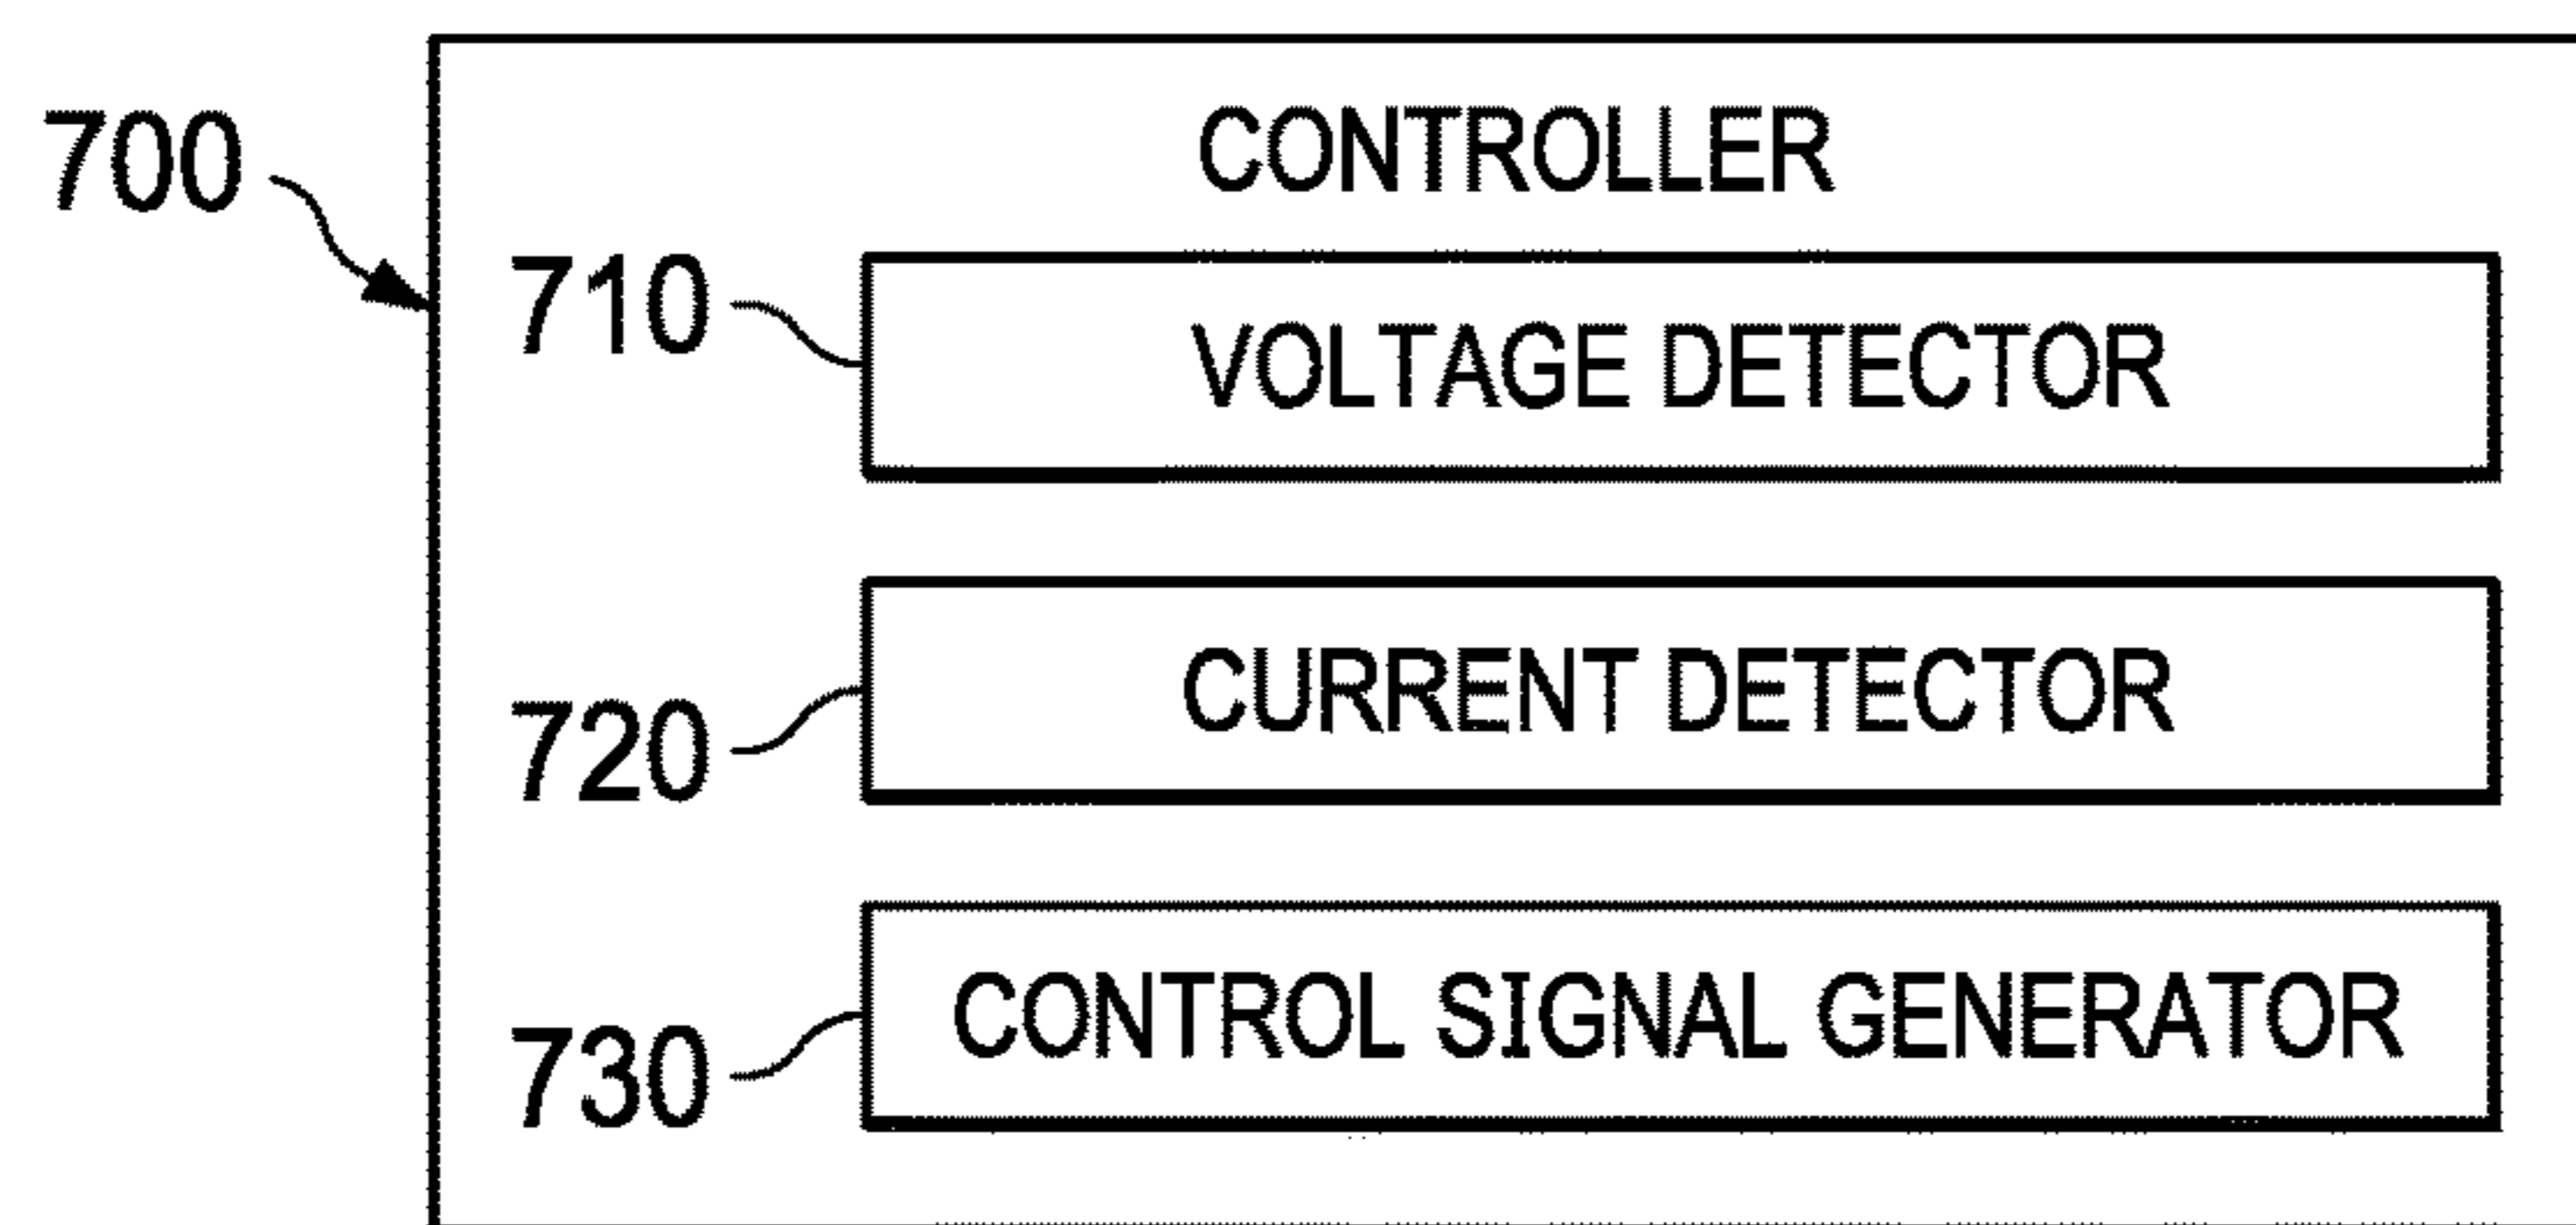 700
CONTROLLER
710
VOLTAGE DETECTOR
720
CURRENT DETECTOR
730
CONTROL SIGNAL GENERATOR